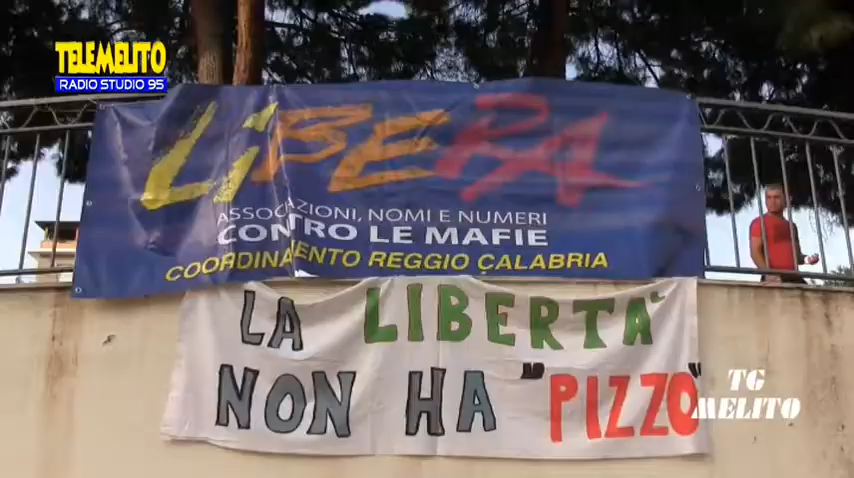 TELEMELITO
RADIO STUDIO 95
LIBERA
ASSOCIAZIONI, NOMI E NUMERI
CONTRO LE MAFIE
COORDINAMENTO REGGIO CALABRIA
LA LIBERTÀ
NON HA "PIZZO"
TG
MELITO